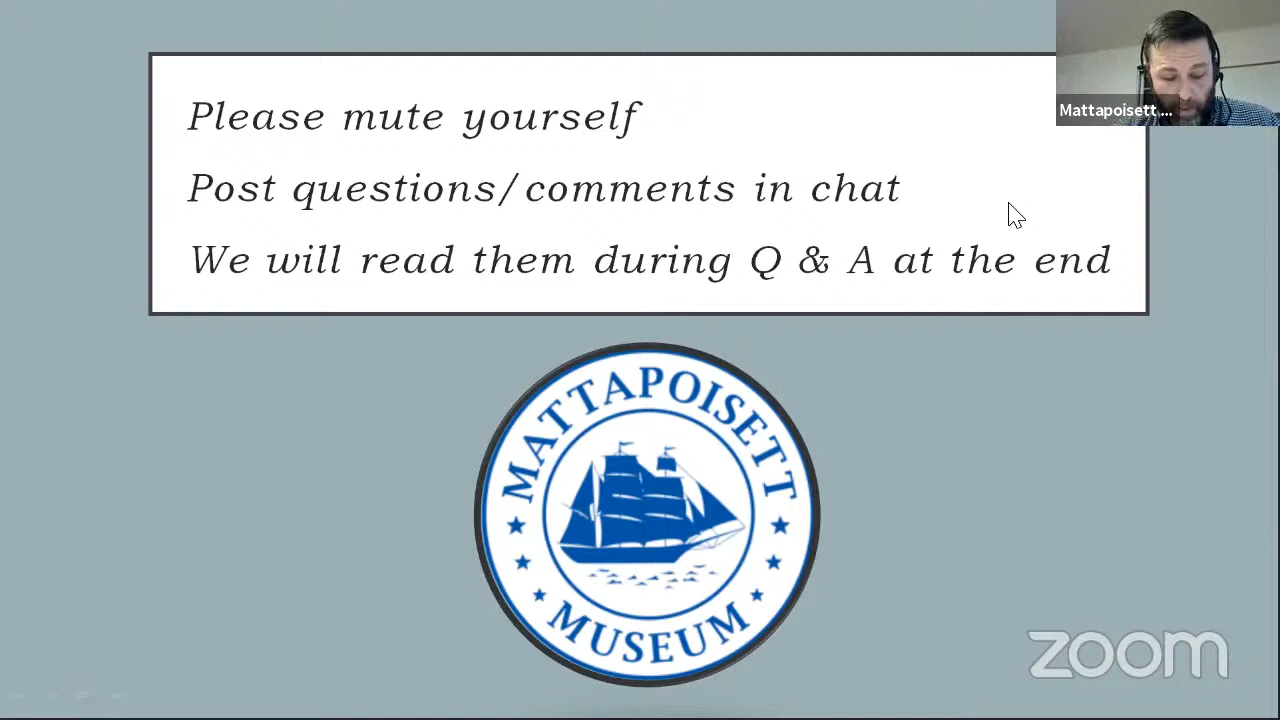 Please mute yourself
Post questions/comments in chat
We will read them during Q & A at the end
Mattapoisett ...
MATTAPOISETT
MUSEUM
zoom